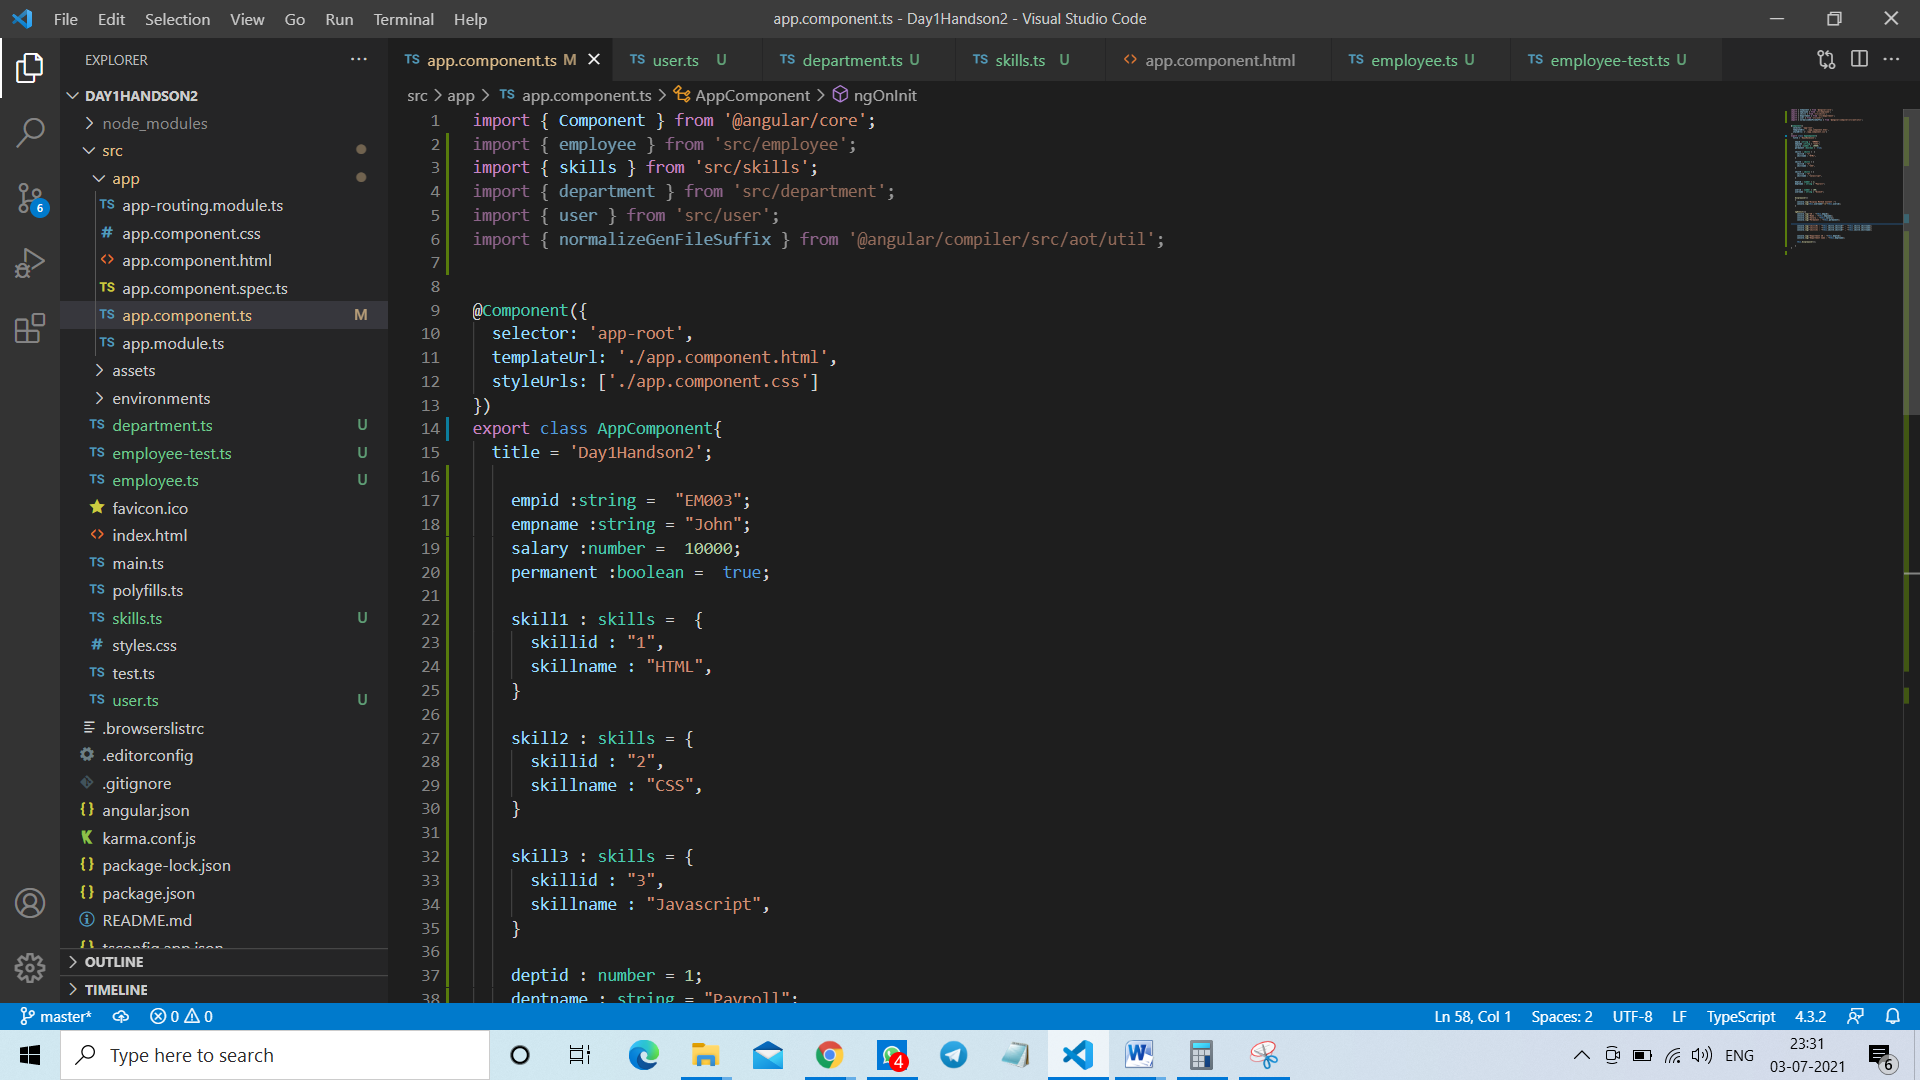 File Edit Selection View Go Run Terminal Help
app.component.ts - Day1Handson2 - Visual Studio Code
EXPLORER
TS app.component.ts M
TS user.ts U
TS department.ts U
TS skills.ts U
<> app.component.html
TS employee.ts U
TS employee-test.ts U
DAY1HANDSON2
node_modules
src
app
TS app-routing.module.ts
# app.component.css
<> app.component.html
TS app.component.spec.ts
TS app.component.ts M
TS app.module.ts
assets
environments
TS department.ts U
TS employee-test.ts U
TS employee.ts U
favicon.ico
<> index.html
TS main.ts
TS polyfills.ts
TS skills.ts U
# styles.css
TS test.ts
TS user.ts U
.browserslistrc
.editorconfig
.gitignore
{} angular.json
karma.conf.js
{} package-lock.json
{} package.json
README.md
{} tsconfig.app.json
OUTLINE
TIMELINE
6
src > app > TS app.component.ts > AppComponent > ngOnInit
1 import { Component } from '@angular/core';
2 import { employee } from 'src/employee';
3 import { skills } from 'src/skills';
4 import { department } from 'src/department';
5 import { user } from 'src/user';
6 import { normalizeGenFileSuffix } from '@angular/compiler/src/aot/util';
7
8
9 @Component({
10 selector: 'app-root',
11 templateUrl: './app.component.html',
12 styleUrls: ['./app.component.css']
13 })
14 export class AppComponent{
15 title = 'Day1Handson2';
16
17 empid :string =  "EM003";
18 empname :string = "John";
19 salary :number =  10000;
20 permanent :boolean =  true;
21
22 skill1 : skills =  {
23 skillid : "1",
24 skillname : "HTML",
25 }
26
27 skill2 : skills = {
28 skillid : "2",
29 skillname : "CSS",
30 }
31
32 skill3 : skills = {
33 skillid : "3",
34 skillname : "Javascript",
35 }
36
37 deptid : number = 1;
38 deptname : string = "Payroll";
master* 0 0
Ln 58, Col 1 Spaces: 2 UTF-8 LF TypeScript 4.3.2
Type here to search
4
ENG
23:31
03-07-2021
6